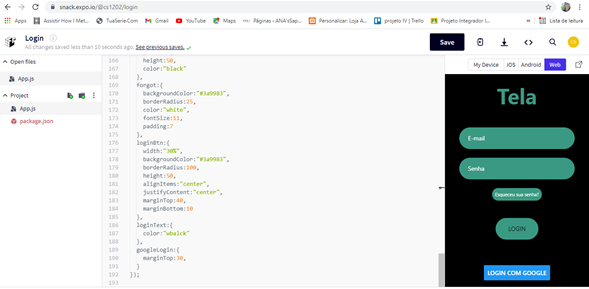 snack.expo.io/@cs1202/login
Apps
Assistir How I Met...
TuaSerie.Com
Gmail
YouTube
Maps
Páginas - ANA'sSap...
Personalizar: Loja A...
projeto IV | Trello
Projeto Integrador I...
Lista de leitura
Login
All changes saved less than 10 seconds ago. See previous saves.
Save
Open files
App.js
Project
App.js
package.json
166 height:50,
167 color:"black"
168 },
169 forgot:{
170 backgroundColor:"#3a9983",
171 borderRadius:25,
172 color:"white",
173 fontSize:11,
174 padding:7
175 },
176 loginBtn:{
177 width:"30%",
178 backgroundColor:"#3a9983",
179 borderRadius:100,
180 height:50,
181 alignItems:"center",
182 justifyContent:"center",
183 marginTop:40,
184 marginBottom:10
185 },
186 loginText:{
187 color:"wbalck"
188 },
189 googleLogin:{
190 marginTop:30,
191 }
192 });
193
My Device
iOS
Android
Web
Tela
E-mail
Senha
Esqueceu sua senha?
LOGIN
LOGIN COM GOOGLE